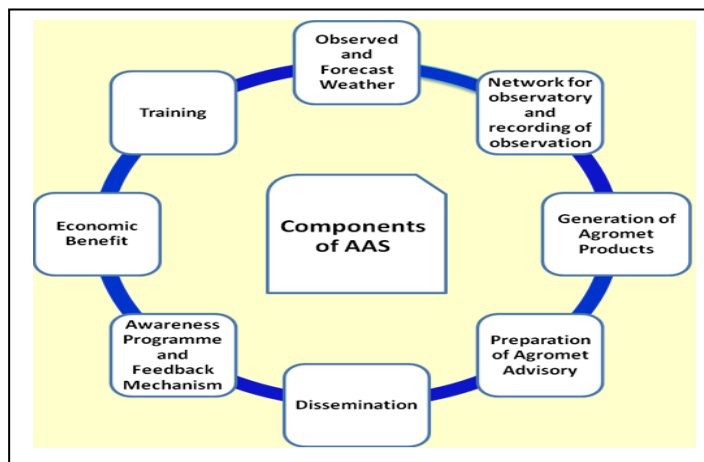 Observed
and
Forecast
Weather
Network for
observatory
and
recording of
observation
Generation of
Agromet
Products
Preparation
of Agromet
Advisory
Dissemination
Awareness
Programme
and
Feedback
Mechanism
Economic
Benefit
Training
Components
of AAS